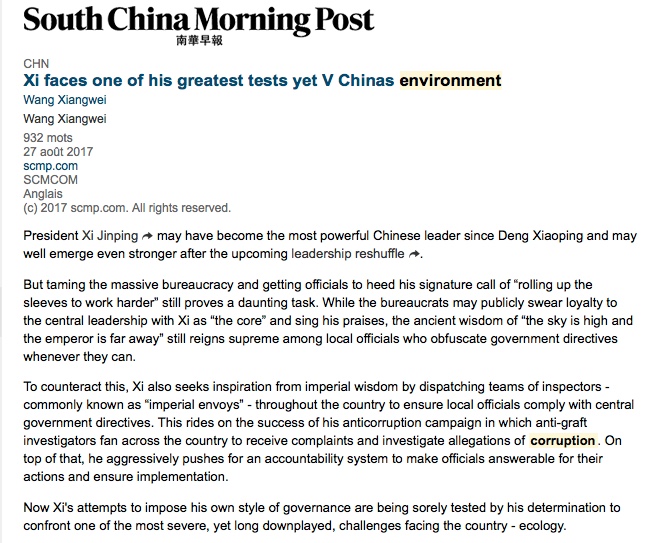 South China Morning Post
南華早報
CHN
Xi faces one of his greatest tests yet V Chinas environment
Wang Xiangwei
Wang Xiangwei
932 mots
27 août 2017
scmp.com
SCMCOM
Anglais
(c) 2017 scmp.com. All rights reserved.
President Xi Jinping ➦ may have become the most powerful Chinese leader since Deng Xiaoping and may
well emerge even stronger after the upcoming leadership reshuffle ➦.
But taming the massive bureaucracy and getting officials to heed his signature call of “rolling up the
sleeves to work harder” still proves a daunting task. While the bureaucrats may publicly swear loyalty to
the central leadership with Xi as “the core” and sing his praises, the ancient wisdom of “the sky is high and
the emperor is far away” still reigns supreme among local officials who obfuscate government directives
whenever they can.
To counteract this, Xi also seeks inspiration from imperial wisdom by dispatching teams of inspectors -
commonly known as “imperial envoys” - throughout the country to ensure local officials comply with central
government directives. This rides on the success of his anticorruption campaign in which anti-graft
investigators fan across the country to receive complaints and investigate allegations of corruption. On
top of that, he aggressively pushes for an accountability system to make officials answerable for their
actions and ensure implementation.
Now Xi's attempts to impose his own style of governance are being sorely tested by his determination to
confront one of the most severe, yet long downplayed, challenges facing the country - ecology.